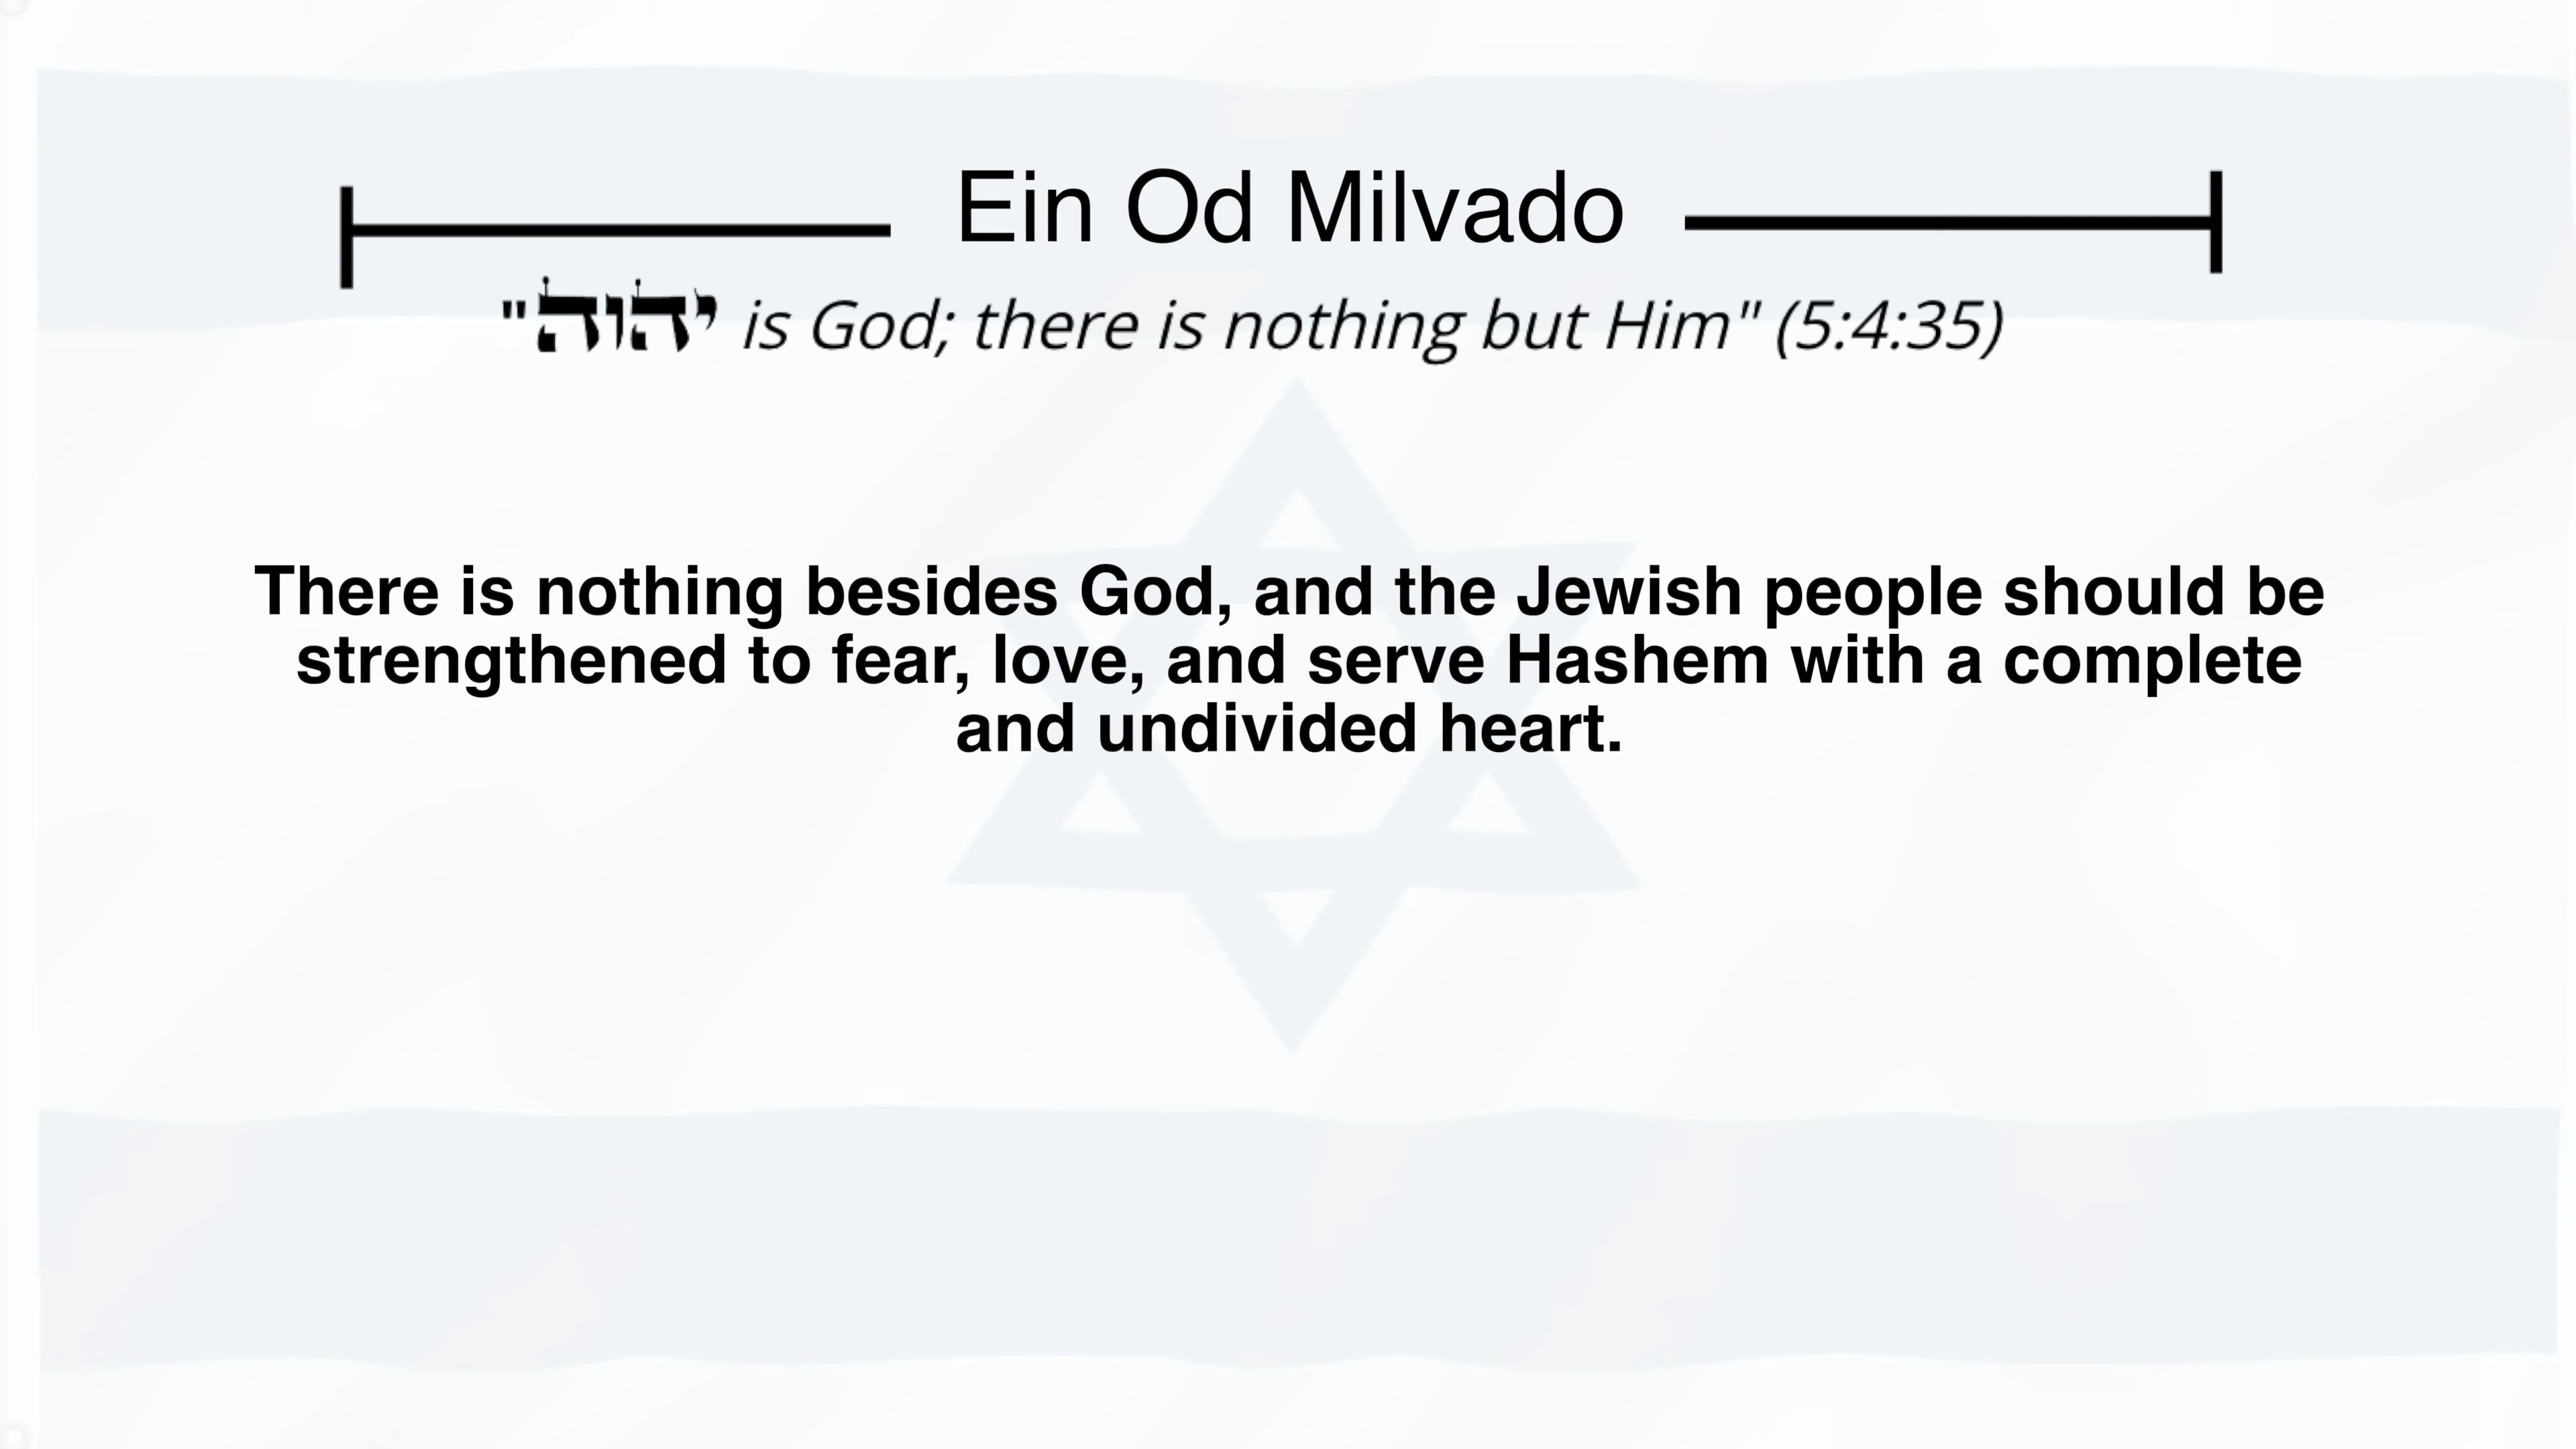 Ein Od Milvado
"יהוה is God; there is nothing but Him" (5:4:35)
There is nothing besides God, and the Jewish people should be
strengthened to fear, love, and serve Hashem with a complete
and undivided heart.